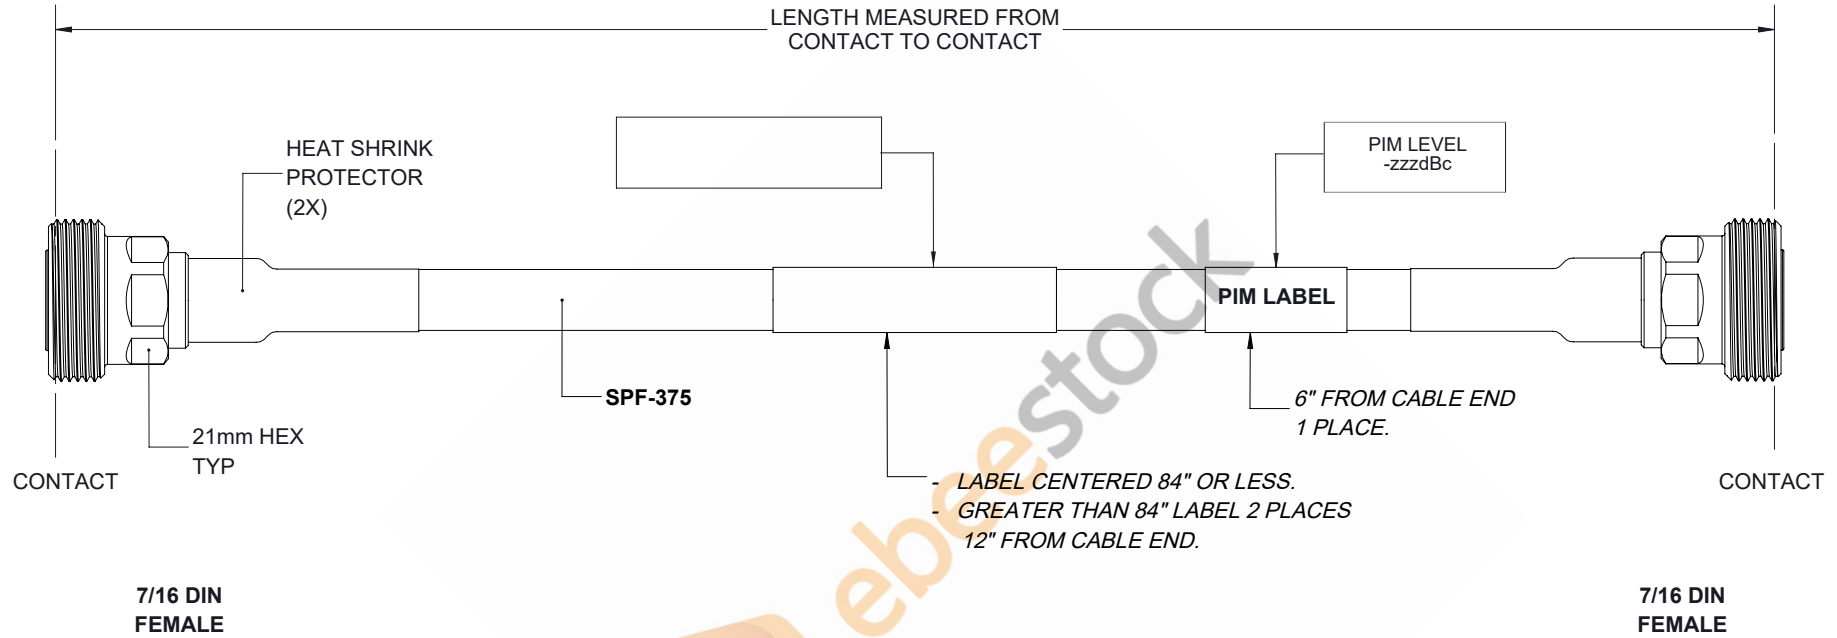 LENGTH MEASURED FROM
CONTACT TO CONTACT
HEAT SHRINK
PROTECTOR
(2X)
PIM LEVEL
-zzzdBc
PIM LABEL
SPF-375
6" FROM CABLE END
1 PLACE.
21mm HEX
TYP
CONTACT
CONTACT
- LABEL CENTERED 84" OR LESS.
- GREATER THAN 84" LABEL 2 PLACES
12" FROM CABLE END.
7/16 DIN
FEMALE
7/16 DIN
FEMALE
ebeestock